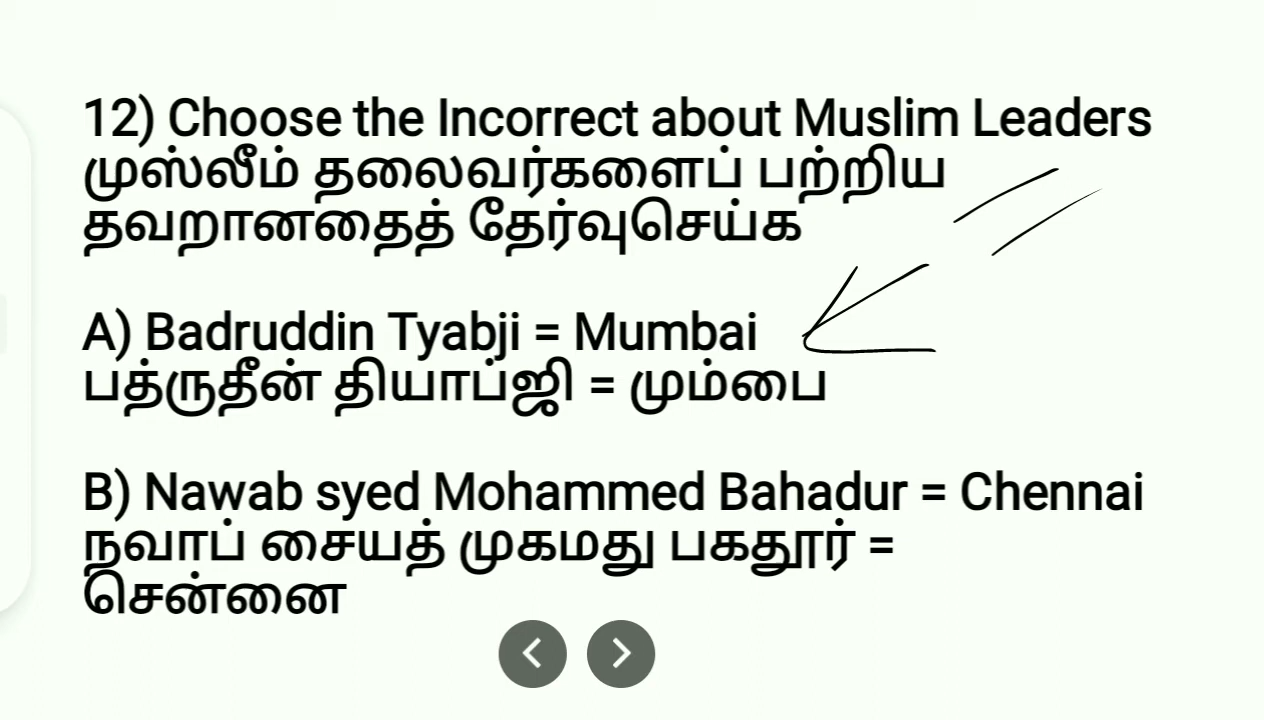 12) Choose the Incorrect about Muslim Leaders
முஸ்லீம் தலைவர்களைப் பற்றிய
தவறானதைத் தேர்வுசெய்க
A) Badruddin Tyabji = Mumbai
பத்ருதீன் தியாப்ஜி = மும்பை
B) Nawab syed Mohammed Bahadur = Chennai
நவாப் சையத் முகமது பகதூர் =
சென்னை